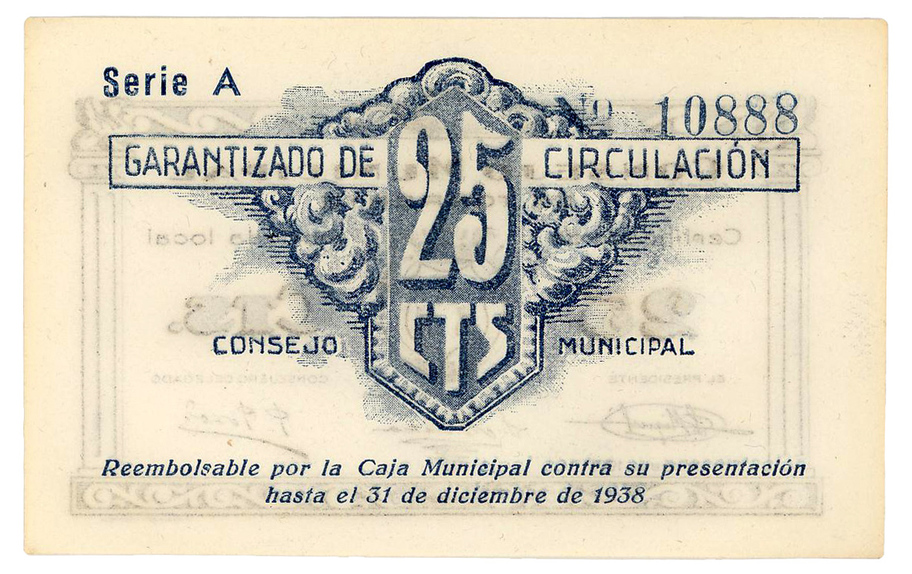 Serie A
Nº 10888
GARANTIZADO DE 25 CIRCULACIÓN
CTS
CONSEJO MUNICIPAL
Reembolsable por la Caja Municipal contra su presentación
hasta el 31 de diciembre de 1938